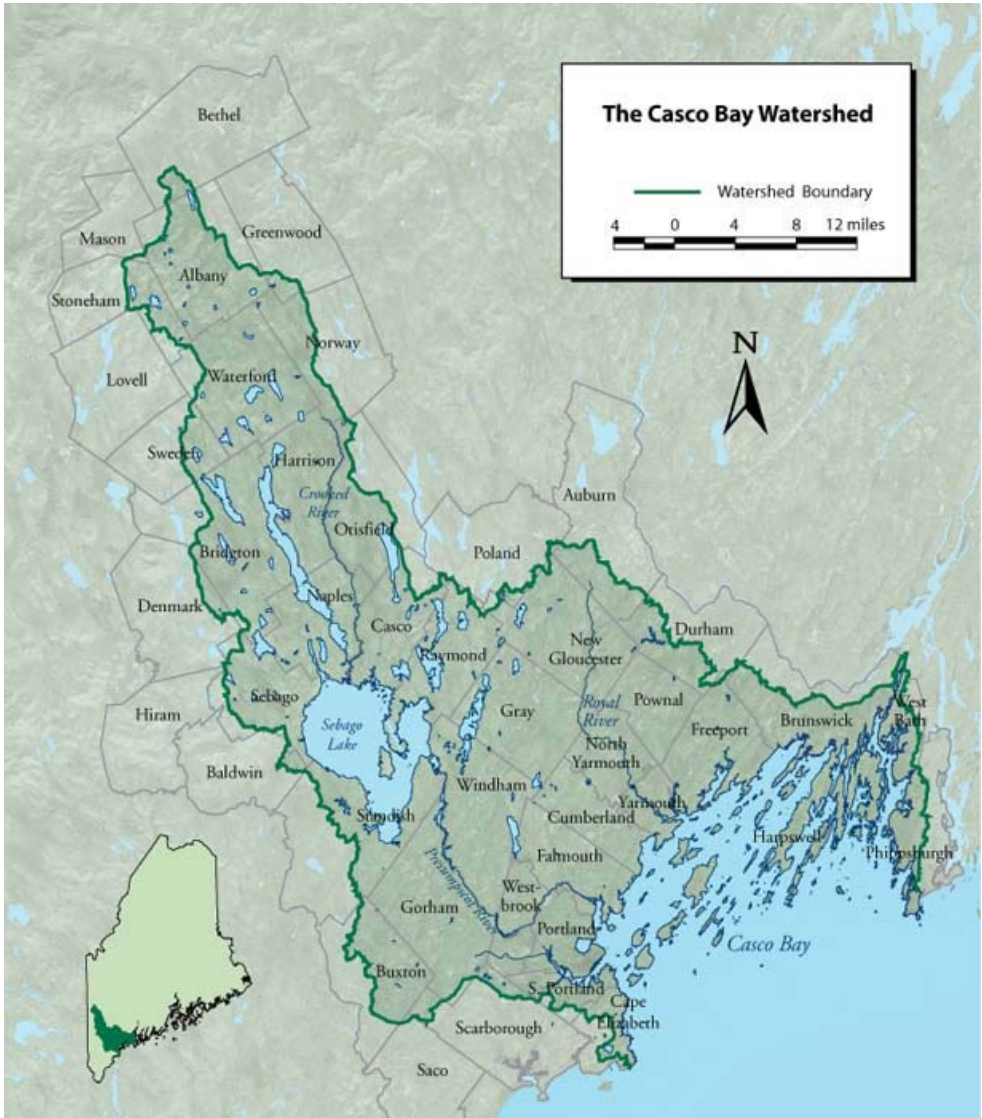 The Casco Bay Watershed
Watershed Boundary
4 0 4 8 12 miles
N
Bethel
Mason
Greenwood
Albany
Stoneham
Norway
Lovell
Waterford
Sweden
Harrison
Crooked
River
Auburn
Otisfield
Poland
Bridgton
Naples
Denmark
Casco
Durham
New
Gloucester
Raymond
Sebago
Pownal
Hiram
Gray
Royal
River
West
Bath
Brunswick
Freeport
Sebago
Lake
North
Yarmouth
Baldwin
Windham
Yarmouth
Standish
Cumberland
Harpswell
Falmouth
Phippsburgh
Presumpscot River
West-
brook
Gorham
Portland
Casco Bay
Buxton
S. Portland
Cape
Elizabeth
Scarborough
Saco